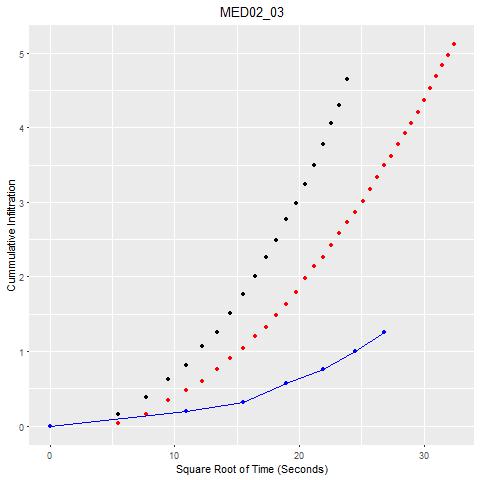 MED02_03
5
4
3
2
1
0
Cummulative Infiltration
0 10 20 30
Square Root of Time (Seconds)